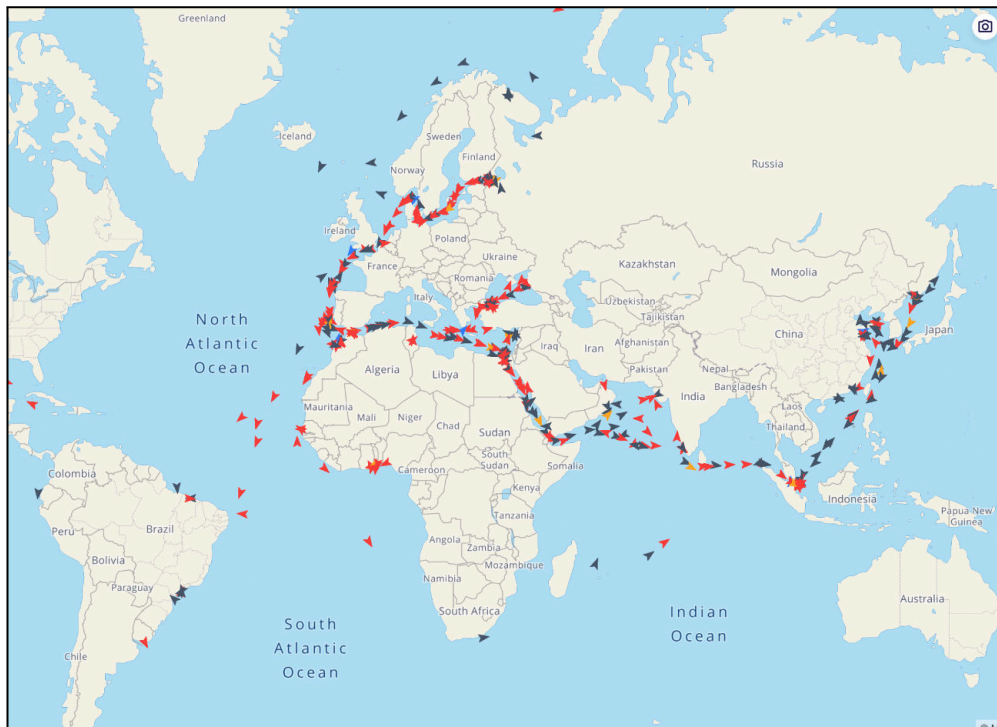 Greenland
Iceland
Sweden
Finland
Norway
Russia
Ireland
Poland
Ukraine
France
Kazakhstan
Romania
Mongolia
Italy
Uzbekistan
Tajikistan
Japan
North
Atlantic
Ocean
China
Iraq
Iran
Afghanistan
Algeria
Libya
Pakistan
Nepal
Bangladesh
India
Mauritania
Mali
Niger
Chad
Sudan
Laos
Thailand
South
Sudan
Somalia
Cameroon
Colombia
Kenya
Indonesia
Papua New
Guinea
Tanzania
Brazil
Peru
Angola
Zambia
Bolivia
Mozambique
Namibia
Paraguay
Australia
South Africa
South
Atlantic
Ocean
Indian
Ocean
Chile